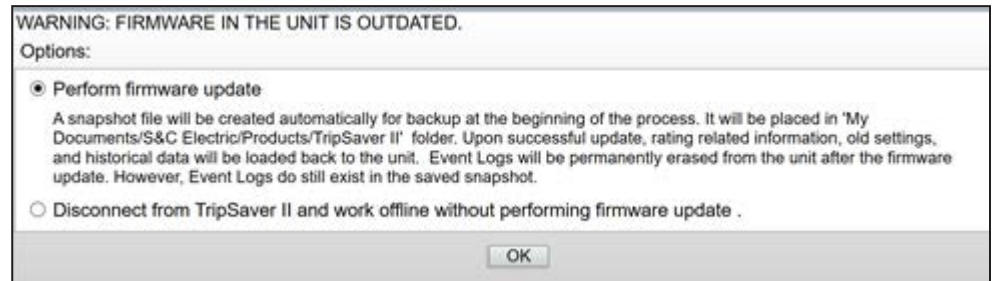 WARNING: FIRMWARE IN THE UNIT IS OUTDATED.
Options:
Perform firmware update
A snapshot file will be created automatically for backup at the beginning of the process. It will be placed in 'My
Documents/S&C Electric/Products/TripSaver II' folder. Upon successful update, rating related information, old settings,
and historical data will be loaded back to the unit. Event Logs will be permanently erased from the unit after the firmware
update. However, Event Logs do still exist in the saved snapshot.
Disconnect from TripSaver II and work offline without performing firmware update .
OK